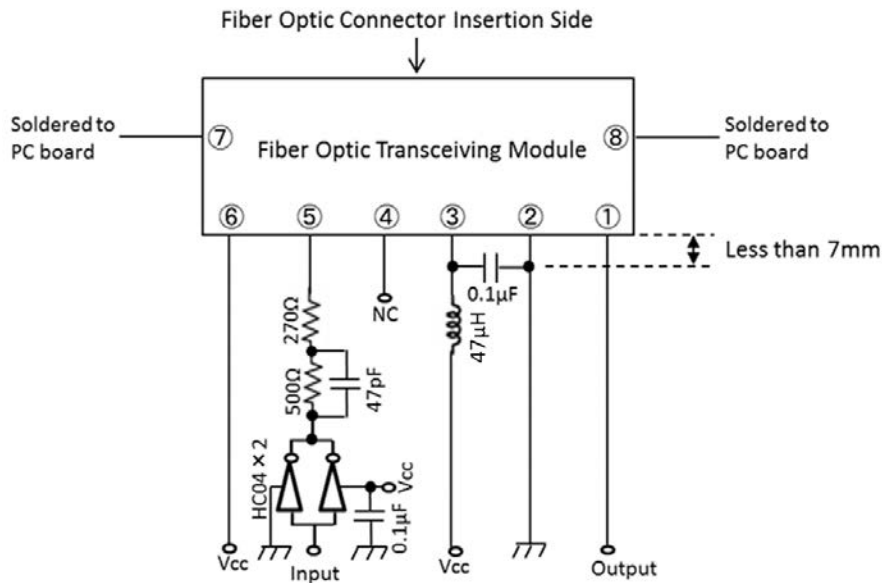 Fiber Optic Connector Insertion Side
Soldered to
PC board
⑦
Fiber Optic Transceiving Module
⑧
Soldered to
PC board
⑥ ⑤ ④ ③ ② ①
Less than 7mm
0.1μF
NC
270Ω
47μH
500Ω
47pF
HC04 × 2
Vcc
0.1μF
Vcc
Input
Vcc
Output